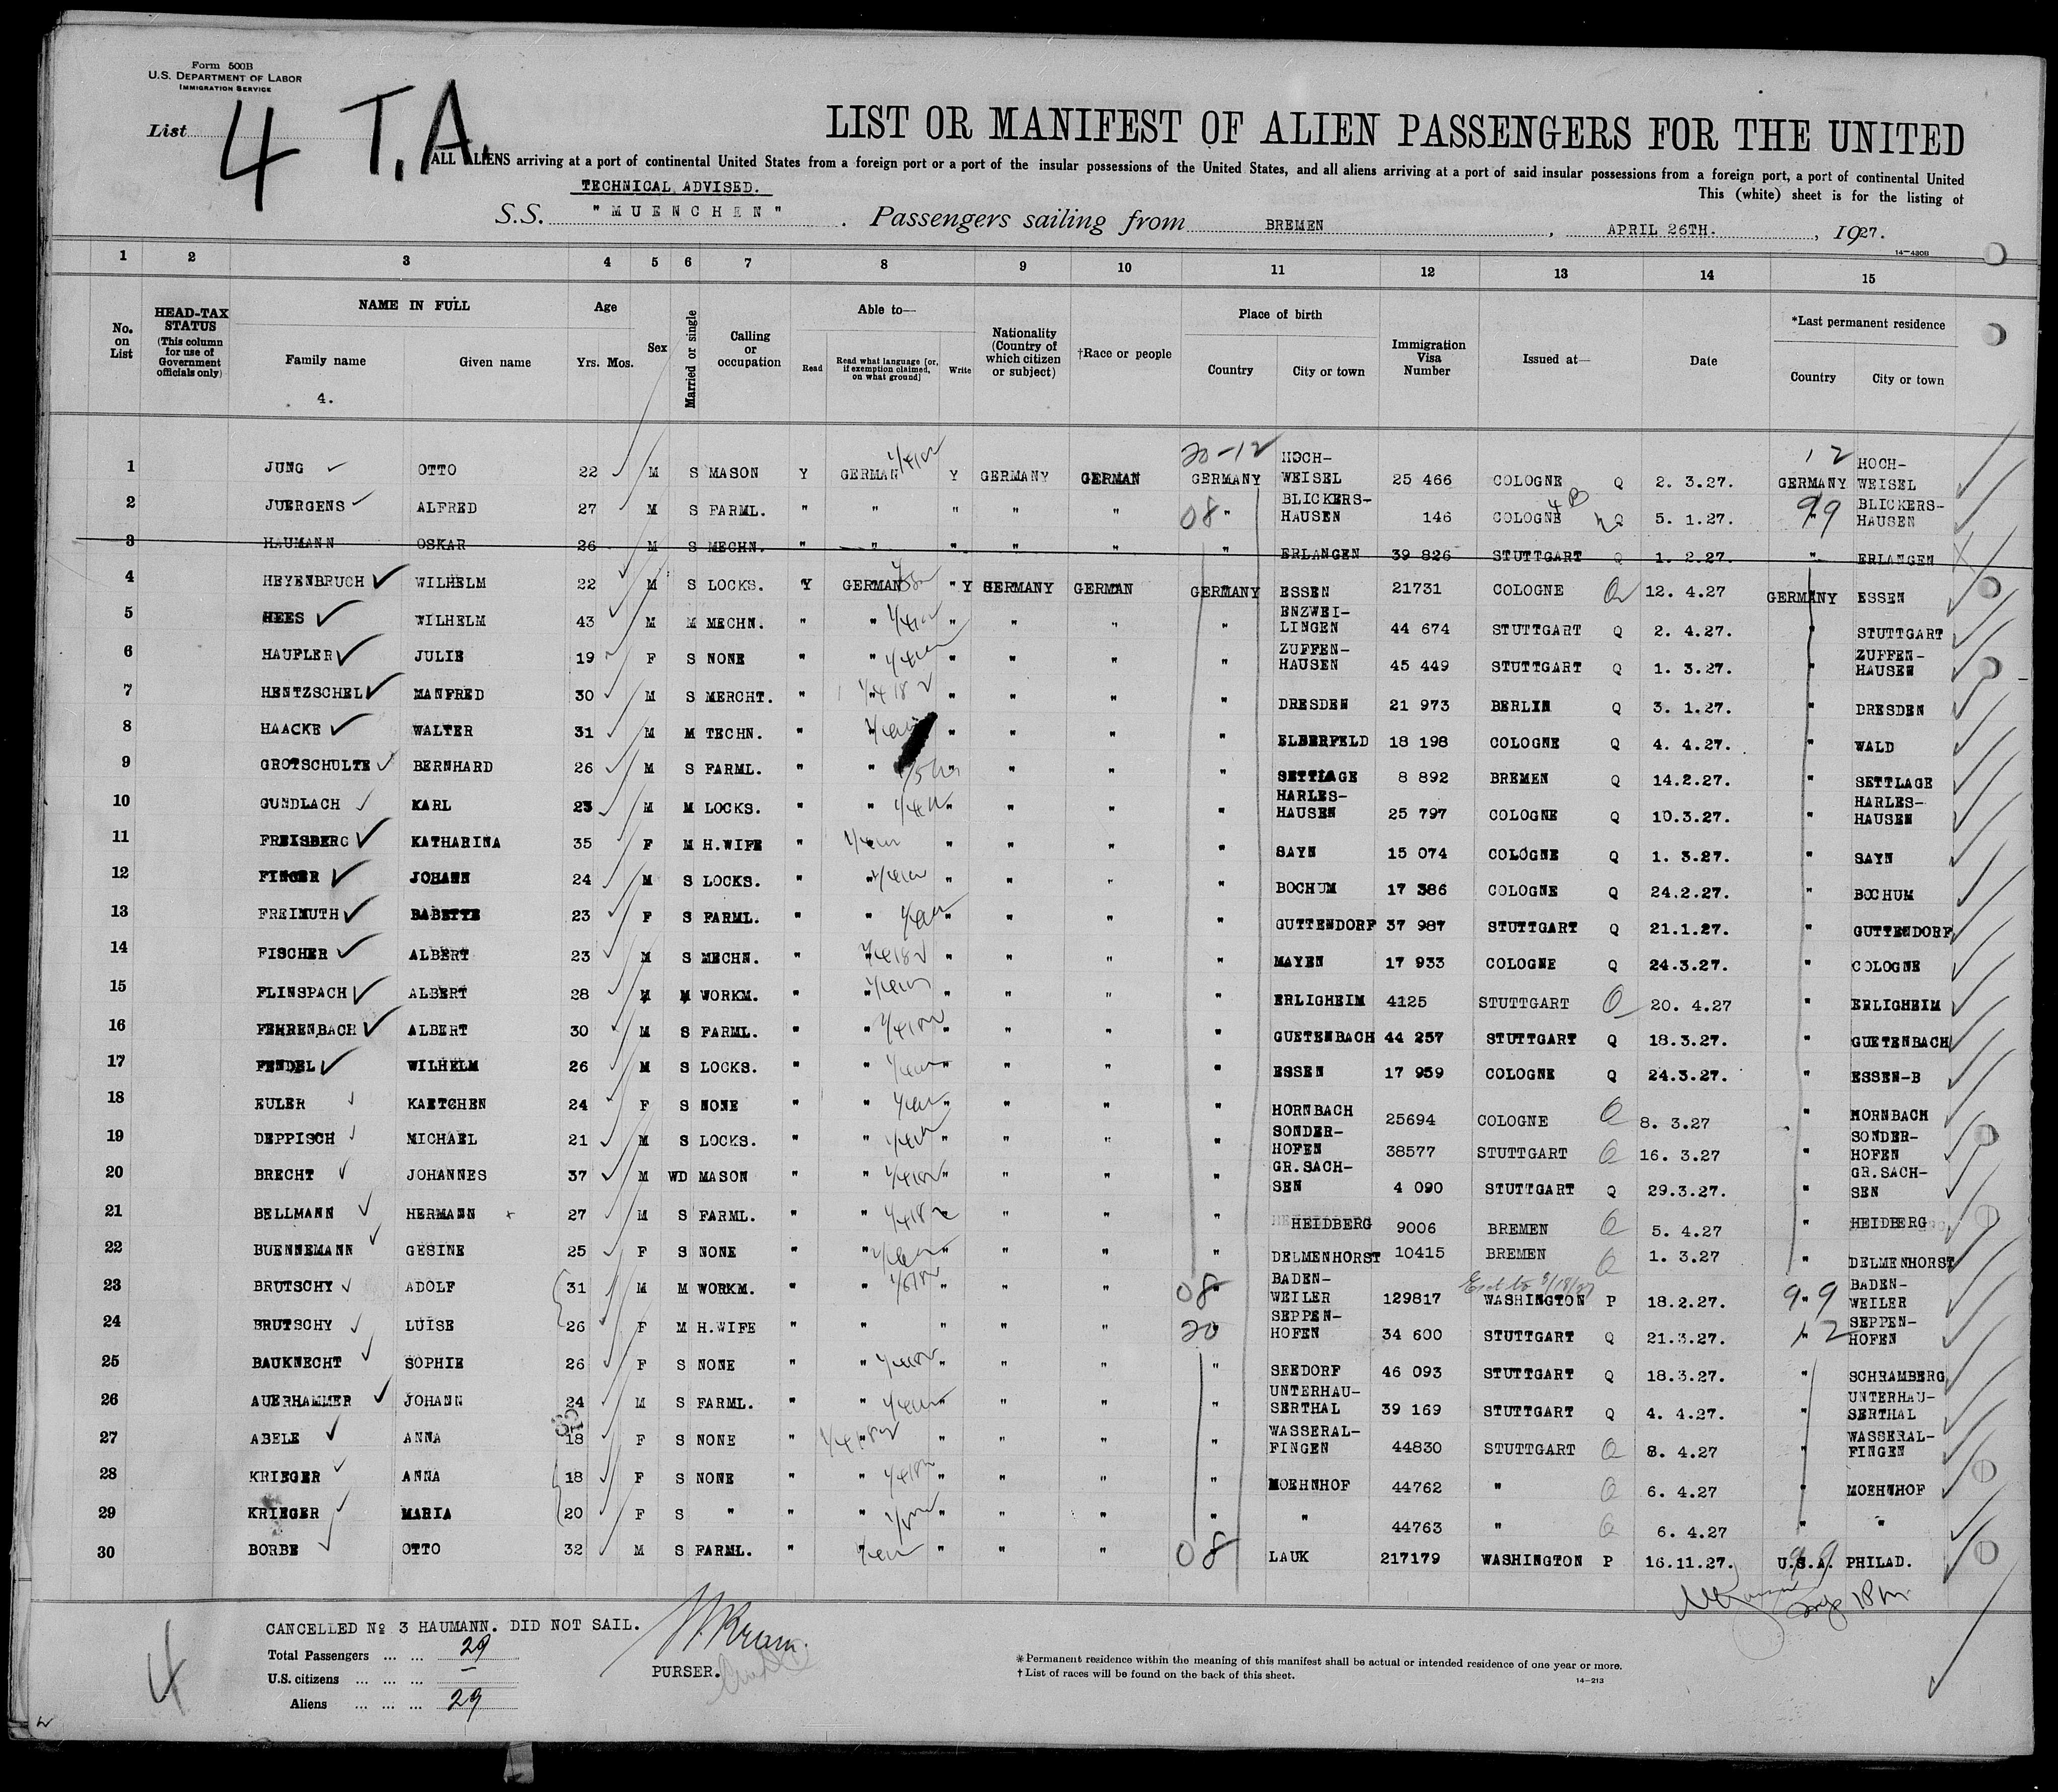 Form 500B
U.S. DEPARTMENT OF LABOR
IMMIGRATION SERVICE
List 4 T.A.
LIST OR MANIFEST OF ALIEN PASSENGERS FOR THE UNITED
ALL ALIENS arriving at a port of continental United States from a foreign port or a port of the insular possessions of the United States, and all aliens arriving at a port of said insular possessions from a foreign port, a port of continental United
TECHNICAL ADVISED.
This (white) sheet is for the listing of
S.S. "MUENCHEN". Passengers sailing from BREMEN, APRIL 26TH., 1927.
14-430B
1 2 3 4 5 6 7 8 9 10 11 12 13 14 15
No. on List
HEAD-TAX STATUS (This column for use of Government officials only)
NAME IN FULL
Family name
Given name
4.
Age
Yrs. Mos.
Sex
Married or single
Calling or occupation
Able to—
Read
Read what language [or, if exemption claimed, on what ground]
Write
Nationality (Country of which citizen or subject)
†Race or people
Place of birth
Country
City or town
Immigration Visa Number
Issued at—
Date
*Last permanent residence
Country
City or town
20-12 12
1 JUNG OTTO 22 M S MASON Y GERMAN Y GERMANY GERMAN GERMANY HOCH-WEISEL 25 466 COLOGNE Q 2. 3.27. GERMANY HOCH-WEISEL
2 JUERGENS ALFRED 27 M S FARML. " " " " " 08 " BLICKERS-HAUSEN 146 COLOGNE Q 5. 1.27. 99 BLICKERS-HAUSEN
3 HAUMANN OSKAR 26 M S MECHN. " " " " " " ERLANGEN 39 826 STUTTGART Q 1. 2.27. " ERLANGEN
4 HEYENBRUCH WILHELM 22 M S LOCKS. Y GERMAN " Y GERMANY GERMAN GERMANY ESSEN 21731 COLOGNE Q 12. 4.27 GERMANY ESSEN
5 HEES WILHELM 43 M M MECHN. " " " " " " ENZWEI-LINGEN 44 674 STUTTGART Q 2. 4.27. " STUTTGART
6 HAUFLER JULIE 19 F S NONE " " " " " " ZUFFEN-HAUSEN 45 449 STUTTGART Q 1. 3.27. " ZUFFEN-HAUSEN
7 HENTZSCHEL MANFRED 30 M S MERCHT. " " " " " " DRESDEN 21 973 BERLIN Q 3. 1.27. " DRESDEN
8 HAACKE WALTER 31 M M TECHN. " " " " " " ELBERFELD 18 198 COLOGNE Q 4. 4.27. " WALD
9 GROTSCHULTE BERNHARD 26 M S FARML. " " " " " " SETTLAGE 8 892 BREMEN Q 14.2.27. " SETTLAGE
10 GUNDLACH KARL 23 M M LOCKS. " " " " " " HARLES-HAUSEN 25 797 COLOGNE Q 10.3.27. " HARLES-HAUSEN
11 FREISBERG KATHARINA 35 F M H.WIFE " " " " " " SAYN 15 074 COLOGNE Q 1. 3.27. " SAYN
12 FINGER JOHANN 24 M S LOCKS. " " " " " " BOCHUM 17 386 COLOGNE Q 24.2.27. " BOCHUM
13 FREIMUTH BABETTE 23 F S FARML. " " " " " " GUTTENDORF 37 987 STUTTGART Q 21.1.27. " GUTTENDORF
14 FISCHER ALBERT 23 M S MECHN. " " " " " " MAYEN 17 933 COLOGNE Q 24.3.27. " COLOGNE
15 FLINSPACH ALBERT 28 M M WORKM. " " " " " " ERLIGHEIM 4125 STUTTGART Q 20. 4.27 " ERLIGHEIM
16 FEHRENBACH ALBERT 30 M S FARML. " " " " " " GUETENBACH 44 257 STUTTGART Q 18.3.27. " GUETENBACH
17 FENDEL WILHELM 26 M S LOCKS. " " " " " " ESSEN 17 959 COLOGNE Q 24.3.27. " ESSEN-B
18 EULER KAETCHEN 24 F S NONE " " " " " " HORNBACH 25694 COLOGNE Q 8. 3.27 " HORNBACH
19 DEPPISCH MICHAEL 21 M S LOCKS. " " " " " " SONDER-HOFEN 38577 STUTTGART Q 16. 3.27 " SONDER-HOFEN
20 BRECHT JOHANNES 37 M WD MASON " " " " " " GR.SACH-SEN 4 090 STUTTGART Q 29.3.27. " GR.SACH-SEN
21 BELLMANN HERMANN 27 M S FARML. " " " " " " HEIDBERG 9006 BREMEN Q 5. 4.27 " HEIDBERG
22 BUENNEMANN GESINE 25 F S NONE " " " " " " DELMENHORST 10415 BREMEN Q 1. 3.27 " DELMENHORST
23 BRUTSCHY ADOLF 31 M M WORKM. " " " " " 08 " BADEN-WEILER 129817 WASHINGTON P 18.2.27. 9 " 9 BADEN-WEILER
24 BRUTSCHY LUISE 26 F M H.WIFE " " " " " 20 " SEPPEN-HOFEN 34 600 STUTTGART Q 21.3.27. 12 SEPPEN-HOFEN
25 BAUKNECHT SOPHIE 26 F S NONE " " " " " " SEEDORF 46 093 STUTTGART Q 18.3.27. " SCHRAMBERG
26 AUERHAMMER JOHANN 24 M S FARML. " " " " " " UNTERHAU-SERTHAL 39 169 STUTTGART Q 4. 4.27. " UNTERHAU-SERTHAL
27 ABELE ANNA 18 F S NONE " " " " " " WASSERAL-FINGEN 44830 STUTTGART Q 8. 4.27 " WASSERAL-FINGEN
28 KRIEGER ANNA 18 F S NONE " " " " " " MOEHNHOF 44762 " Q 6. 4.27 " MOEHNHOF
29 KRIEGER MARIA 20 F S " " " " " " " " 44763 " Q 6. 4.27 " "
30 BORBE OTTO 32 M S FARML. " " " " " 08 LAUK 217179 WASHINGTON P 16.11.27. U.S.A. 99 PHILAD.
CANCELLED No 3 HAUMANN. DID NOT SAIL.
Total Passengers 29
U.S. citizens —
Aliens 29
PURSER.
4
*Permanent residence within the meaning of this manifest shall be actual or intended residence of one year or more.
†List of races will be found on the back of this sheet.
14-213